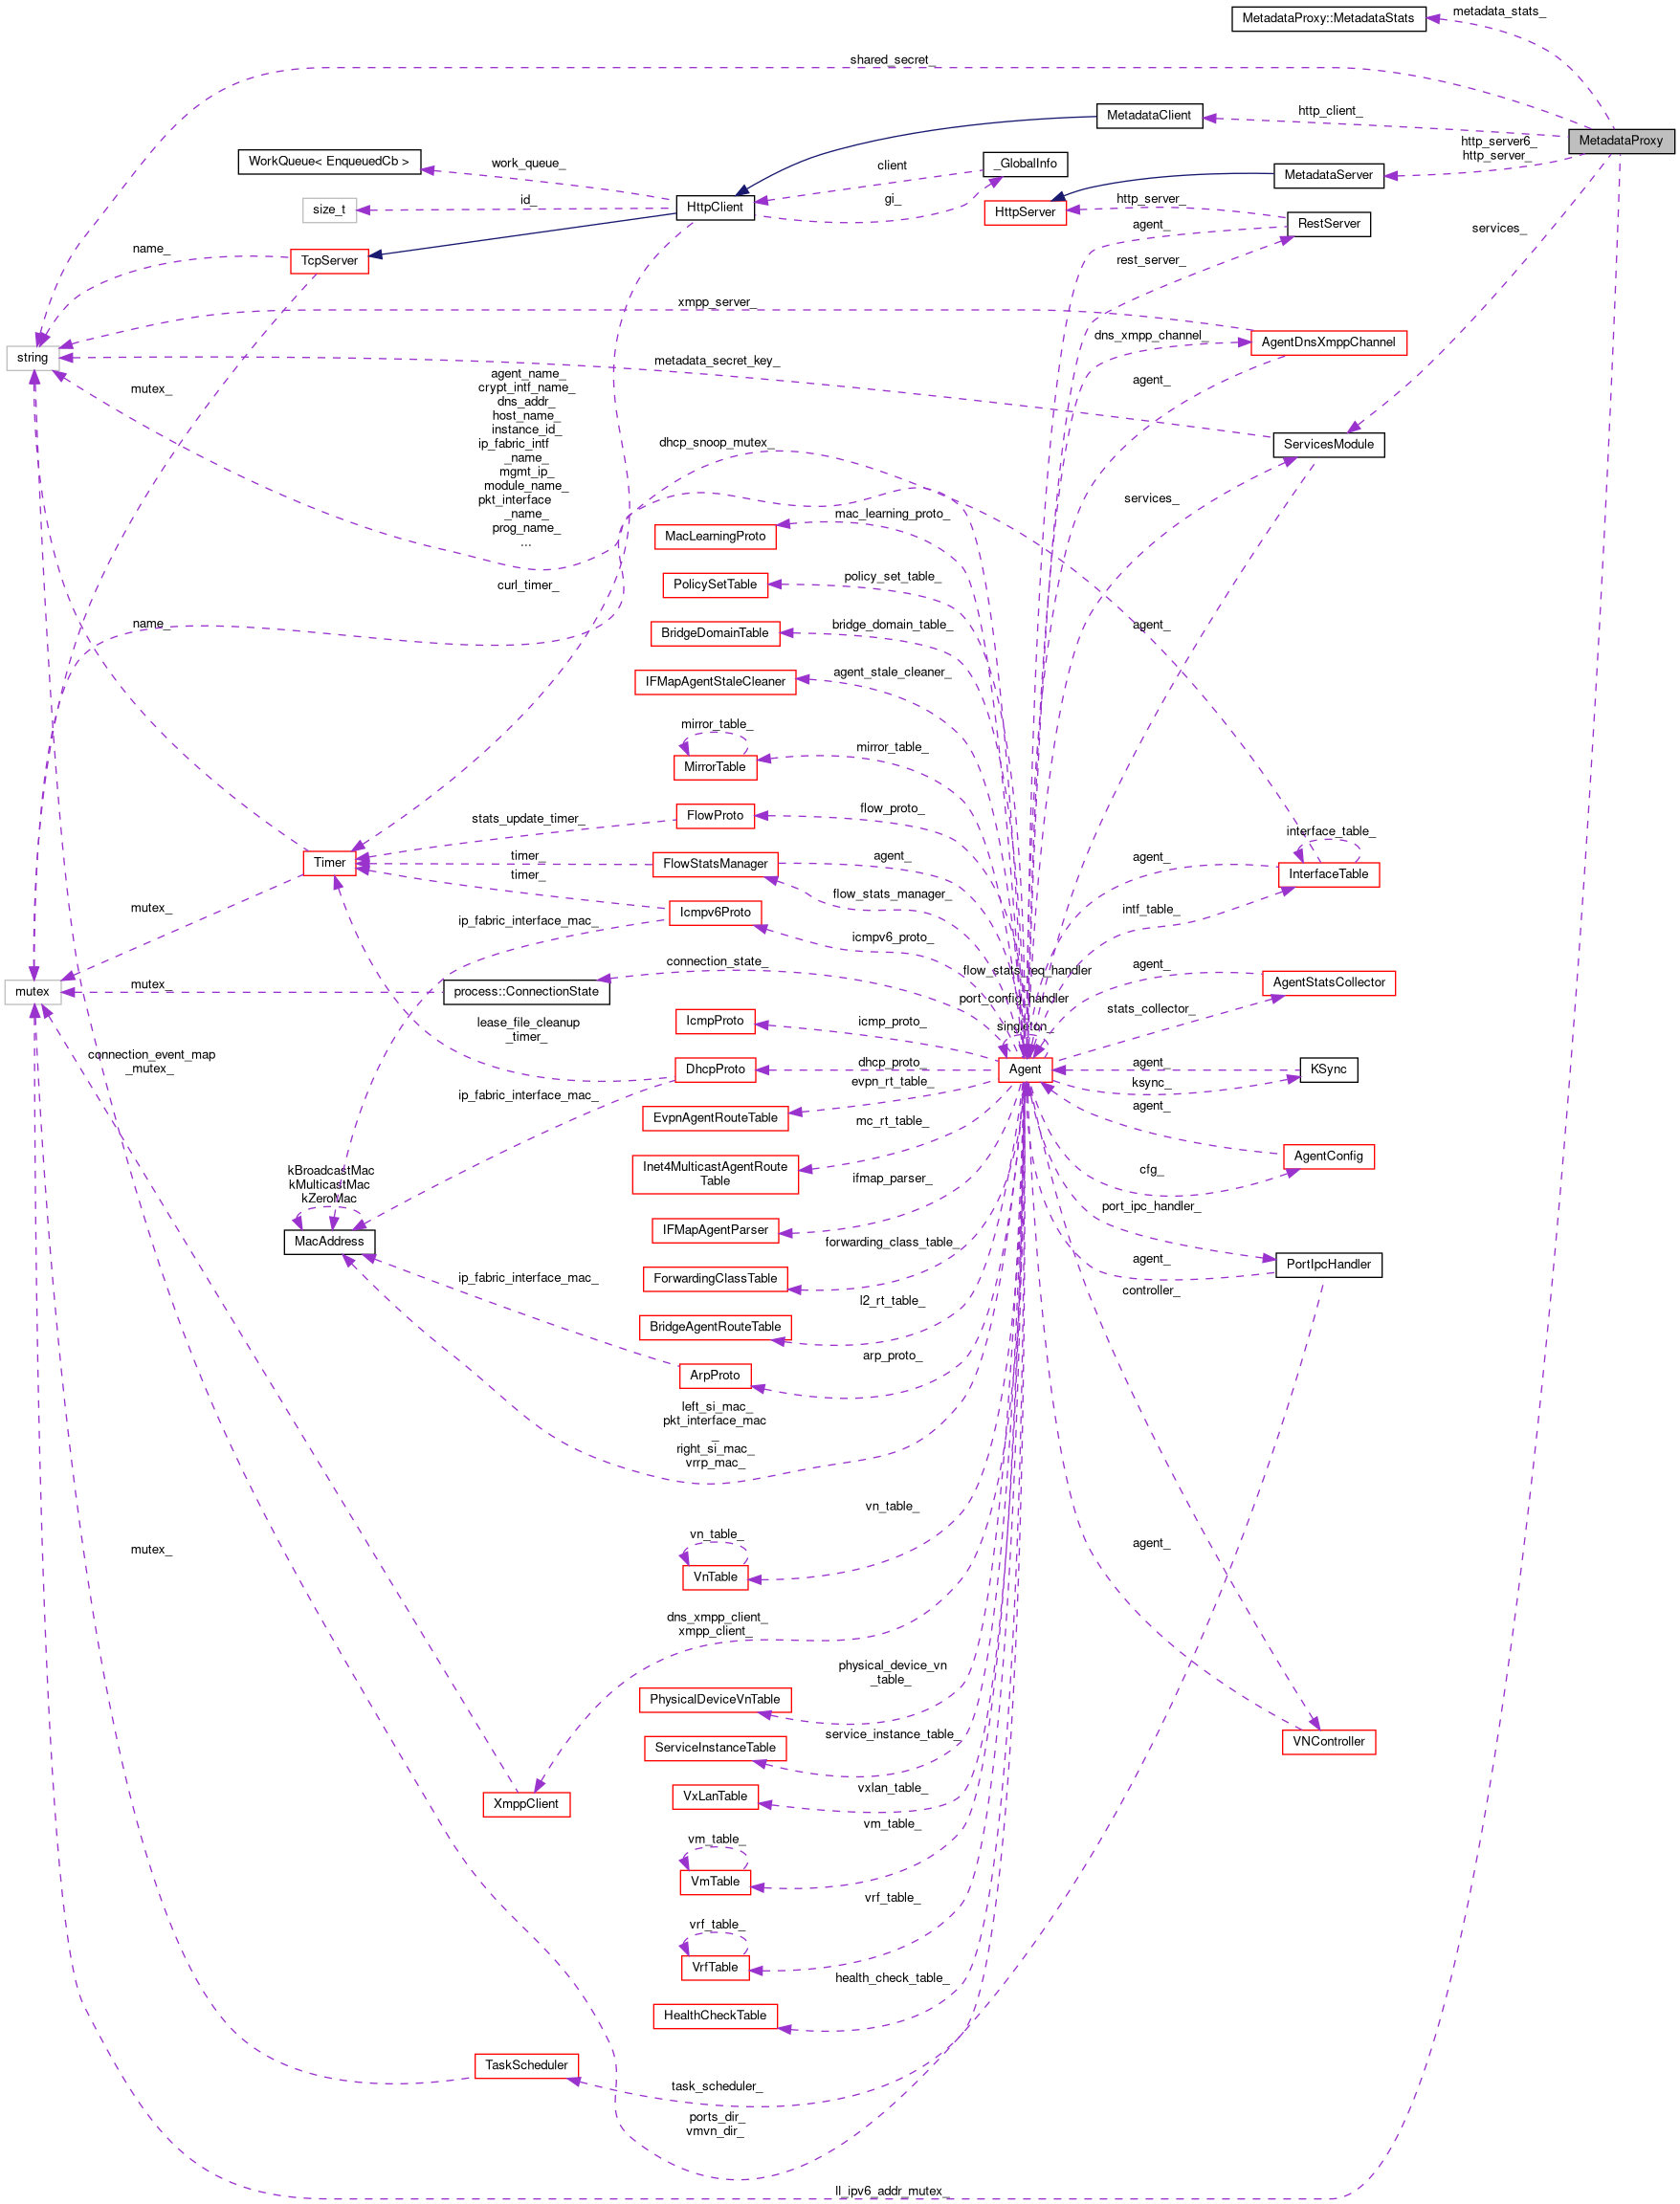 MetadataProxy::MetadataStats
metadata_stats_
shared_secret_
MetadataClient
http_client_
MetadataProxy
http_server6_
http_server_
WorkQueue< EnqueuedCb >
work_queue_
client
_GlobalInfo
MetadataServer
size_t
id_
HttpClient
gi_
HttpServer
http_server_
RestServer
agent_
services_
name_
TcpServer
rest_server_
xmpp_server_
dns_xmpp_channel_
AgentDnsXmppChannel
string
metadata_secret_key_
agent_
mutex_
agent_name_
crypt_intf_name_
dns_addr_
host_name_
instance_id_
ip_fabric_intf
_name_
mgmt_ip_
module_name_
pkt_interface
_name_
prog_name_
...
dhcp_snoop_mutex_
ServicesModule
services_
mac_learning_proto_
MacLearningProto
curl_timer_
PolicySetTable
policy_set_table_
name_
BridgeDomainTable
bridge_domain_table_
agent_
IFMapAgentStaleCleaner
agent_stale_cleaner_
mirror_table_
MirrorTable
mirror_table_
stats_update_timer_
FlowProto
flow_proto_
interface_table_
Timer
timer_
FlowStatsManager
agent_
agent_
InterfaceTable
timer_
flow_stats_manager_
mutex_
ip_fabric_interface_mac_
Icmpv6Proto
icmpv6_proto_
intf_table_
connection_state_
flow_stats_req_handler
agent_
mutex
mutex_
process::ConnectionState
port_config_handler
AgentStatsCollector
IcmpProto
icmp_proto_
singleton_
stats_collector_
lease_file_cleanup
_timer_
connection_event_map
_mutex_
DhcpProto
dhcp_proto_
Agent
agent_
KSync
ksync_
ip_fabric_interface_mac_
evpn_rt_table_
EvpnAgentRouteTable
agent_
mc_rt_table_
Inet4MulticastAgentRoute
Table
AgentConfig
cfg_
kBroadcastMac
kMulticastMac
kZeroMac
ifmap_parser_
port_ipc_handler_
IFMapAgentParser
MacAddress
forwarding_class_table_
agent_
PortIpcHandler
ip_fabric_interface_mac_
ForwardingClassTable
controller_
l2_rt_table_
BridgeAgentRouteTable
arp_proto_
ArpProto
left_si_mac_
pkt_interface_mac
_
right_si_mac_
vrrp_mac_
vn_table_
mutex_
vn_table_
agent_
VnTable
dns_xmpp_client_
xmpp_client_
physical_device_vn
_table_
PhysicalDeviceVnTable
service_instance_table_
ServiceInstanceTable
VNController
XmppClient
VxLanTable
vxlan_table_
vm_table_
vm_table_
VmTable
vrf_table_
vrf_table_
VrfTable
health_check_table_
HealthCheckTable
TaskScheduler
task_scheduler_
ports_dir_
vmvn_dir_
ll_ipv6_addr_mutex_